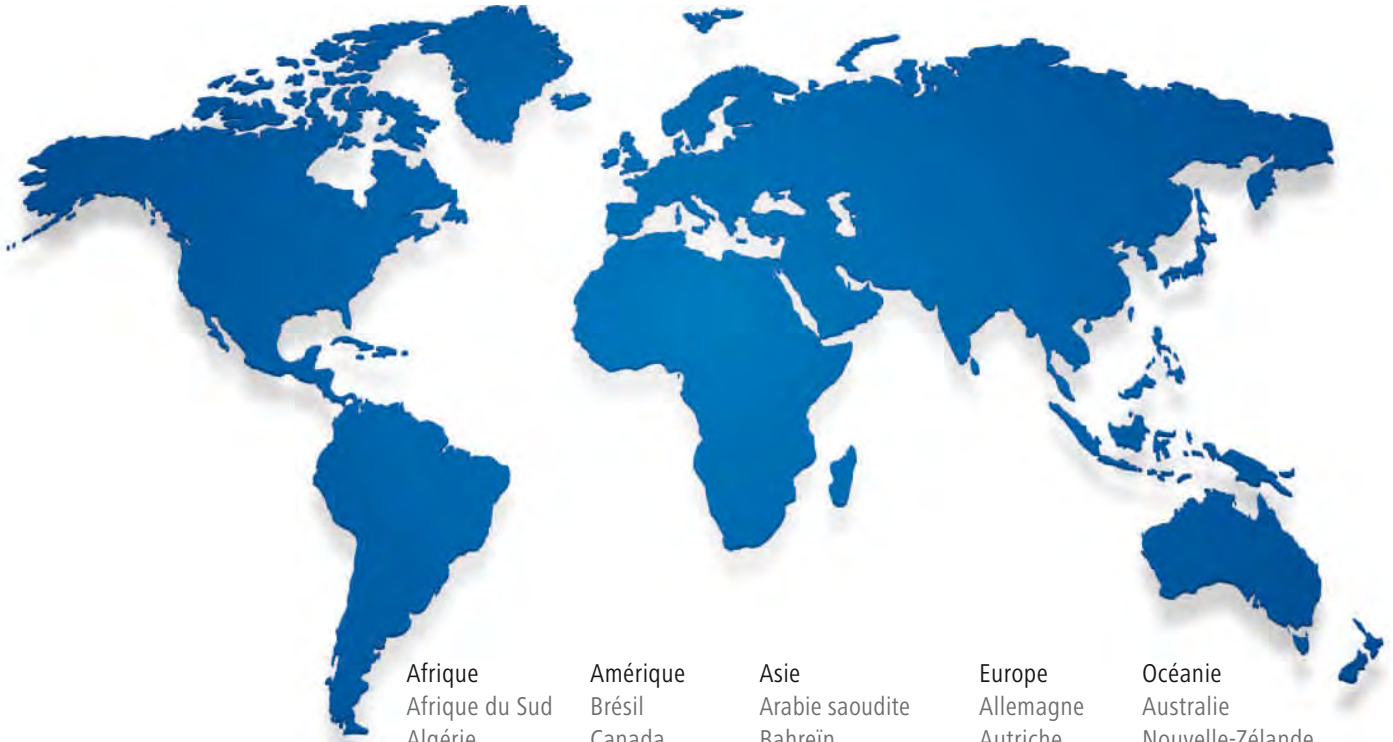 Afrique
Afrique du Sud
Algérie
Amérique
Brésil
Canada
Asie
Arabie saoudite
Bahreïn
Europe
Allemagne
Autriche
Océanie
Australie
Nouvelle-Zélande